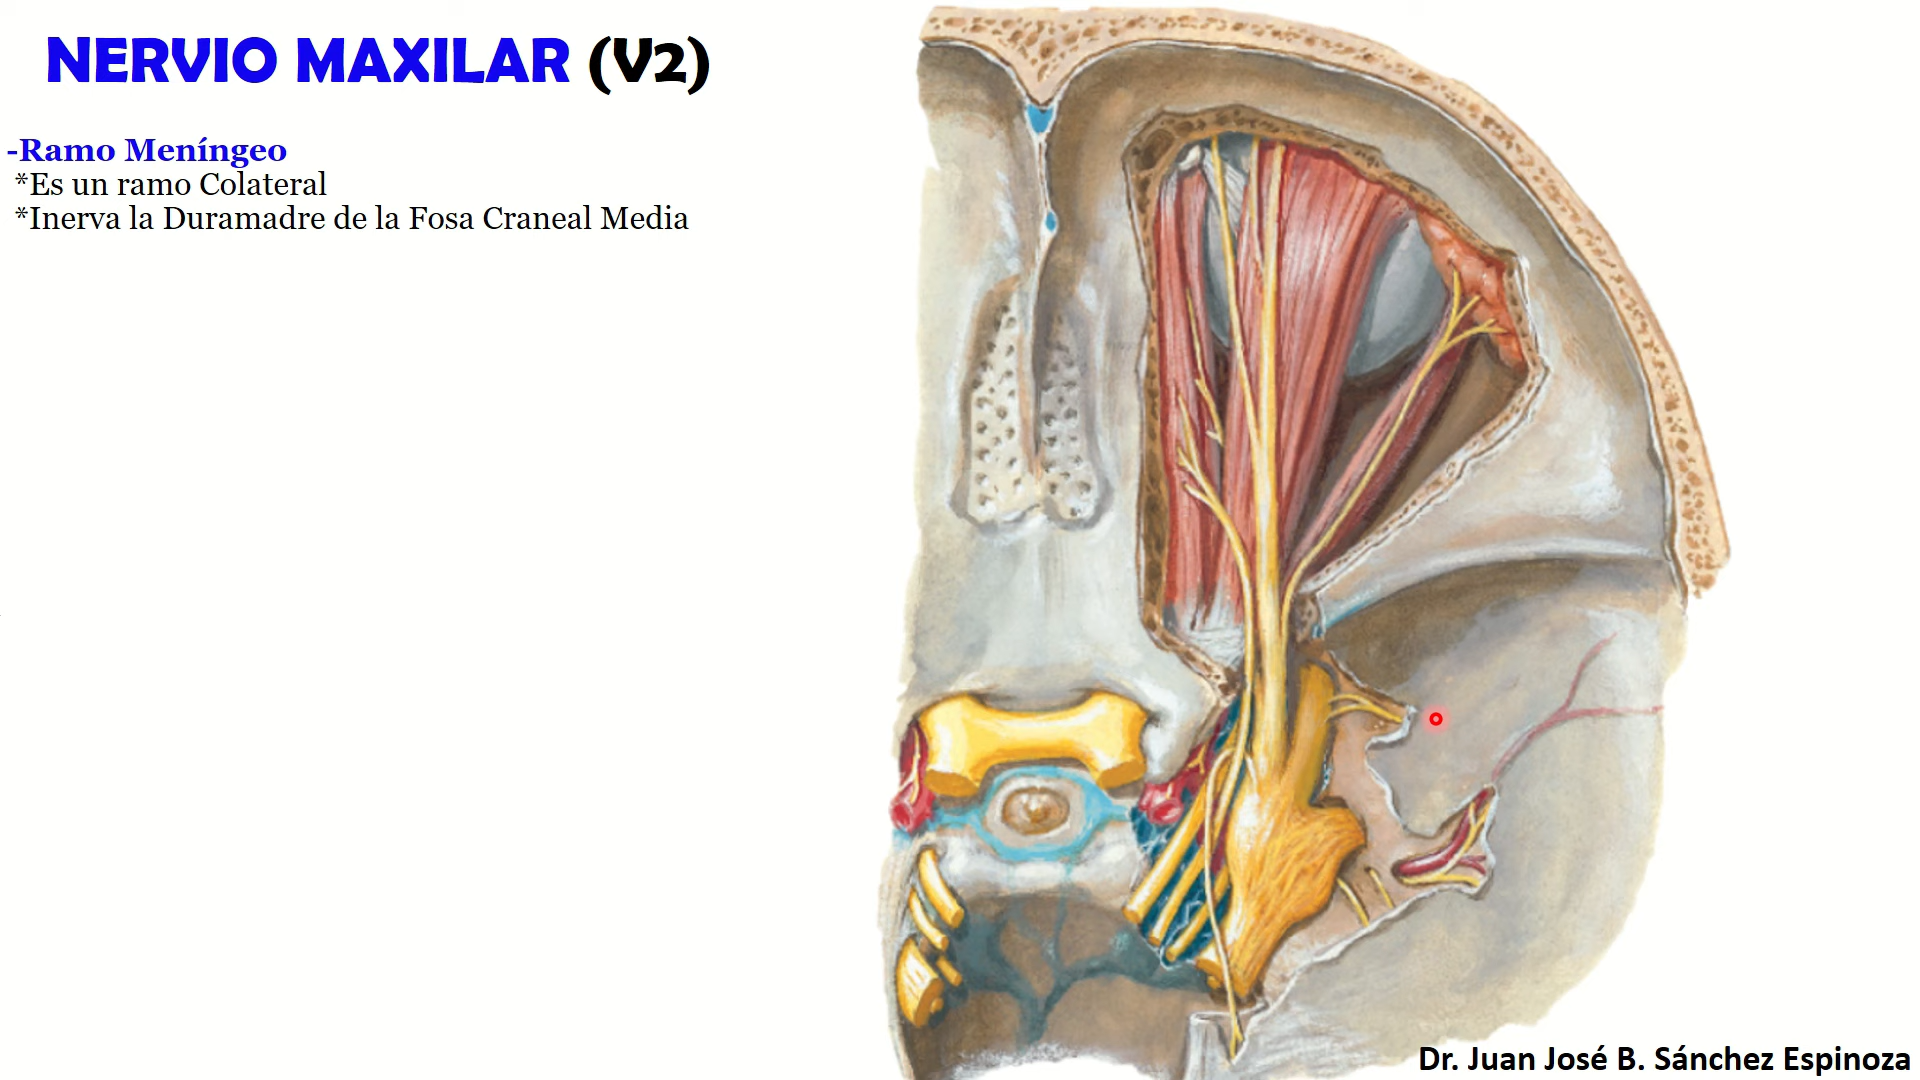 NERVIO MAXILAR (V2)
-Ramo Meníngeo
*Es un ramo Colateral
*Inerva la Duramadre de la Fosa Craneal Media
Dr. Juan José B. Sánchez Espinoza